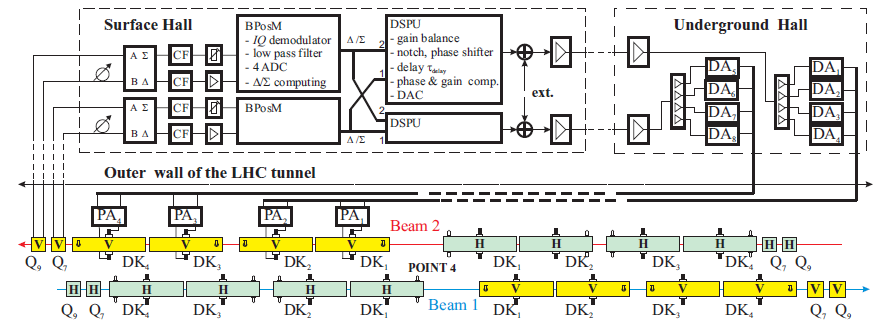 Surface Hall
Underground Hall
A Σ
B Δ
CF
CF
BPosM
- IQ demodulator
- low pass filter
- 4 ADC
- Δ/Σ computing
Δ/Σ
2
1
DSPU
- gain balance
- notch, phase shifter
- delay τdelay
- phase & gain comp.
- DAC
ext.
A Σ
B Δ
CF
CF
BPosM
Δ/Σ
2
1
DSPU
DA5
DA6
DA7
DA8
DA1
DA2
DA3
DA4
Outer wall of the LHC tunnel
PA4
PA3
PA2
PA1
Beam 2
V V V V V V H H H H H H
Q9 Q7 DK4 DK3 DK2 DK1 POINT 4 DK1 DK2 DK3 DK4 Q7 Q9
H H H H H H V V V V V V
Q9 Q7 DK4 DK3 DK2 DK1 Beam 1 DK1 DK2 DK3 DK4 Q7 Q9